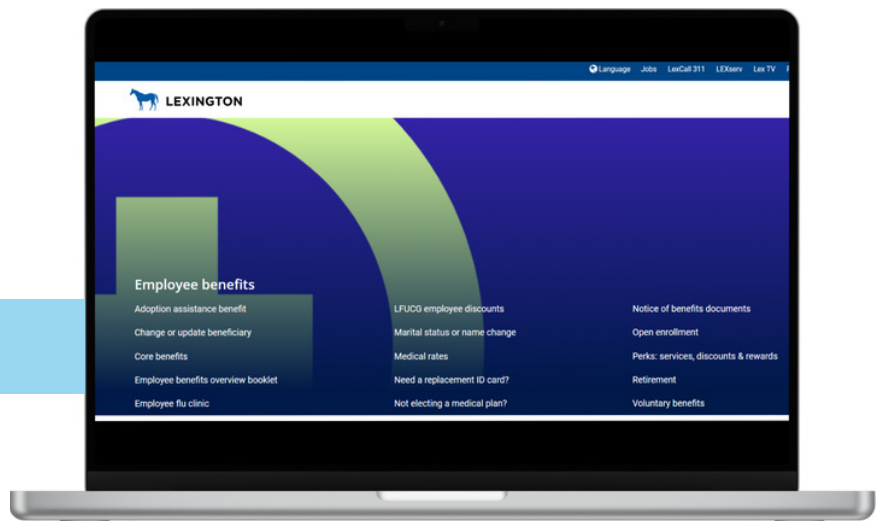 Language Jobs LexCall 311 LEXserv Lex TV
LEXINGTON
Employee benefits
Adoption assistance benefit
Change or update beneficiary
Core benefits
Employee benefits overview booklet
Employee flu clinic
LFUCG employee discounts
Marital status or name change
Medical rates
Need a replacement ID card?
Not electing a medical plan?
Notice of benefits documents
Open enrollment
Perks: services, discounts & rewards
Retirement
Voluntary benefits